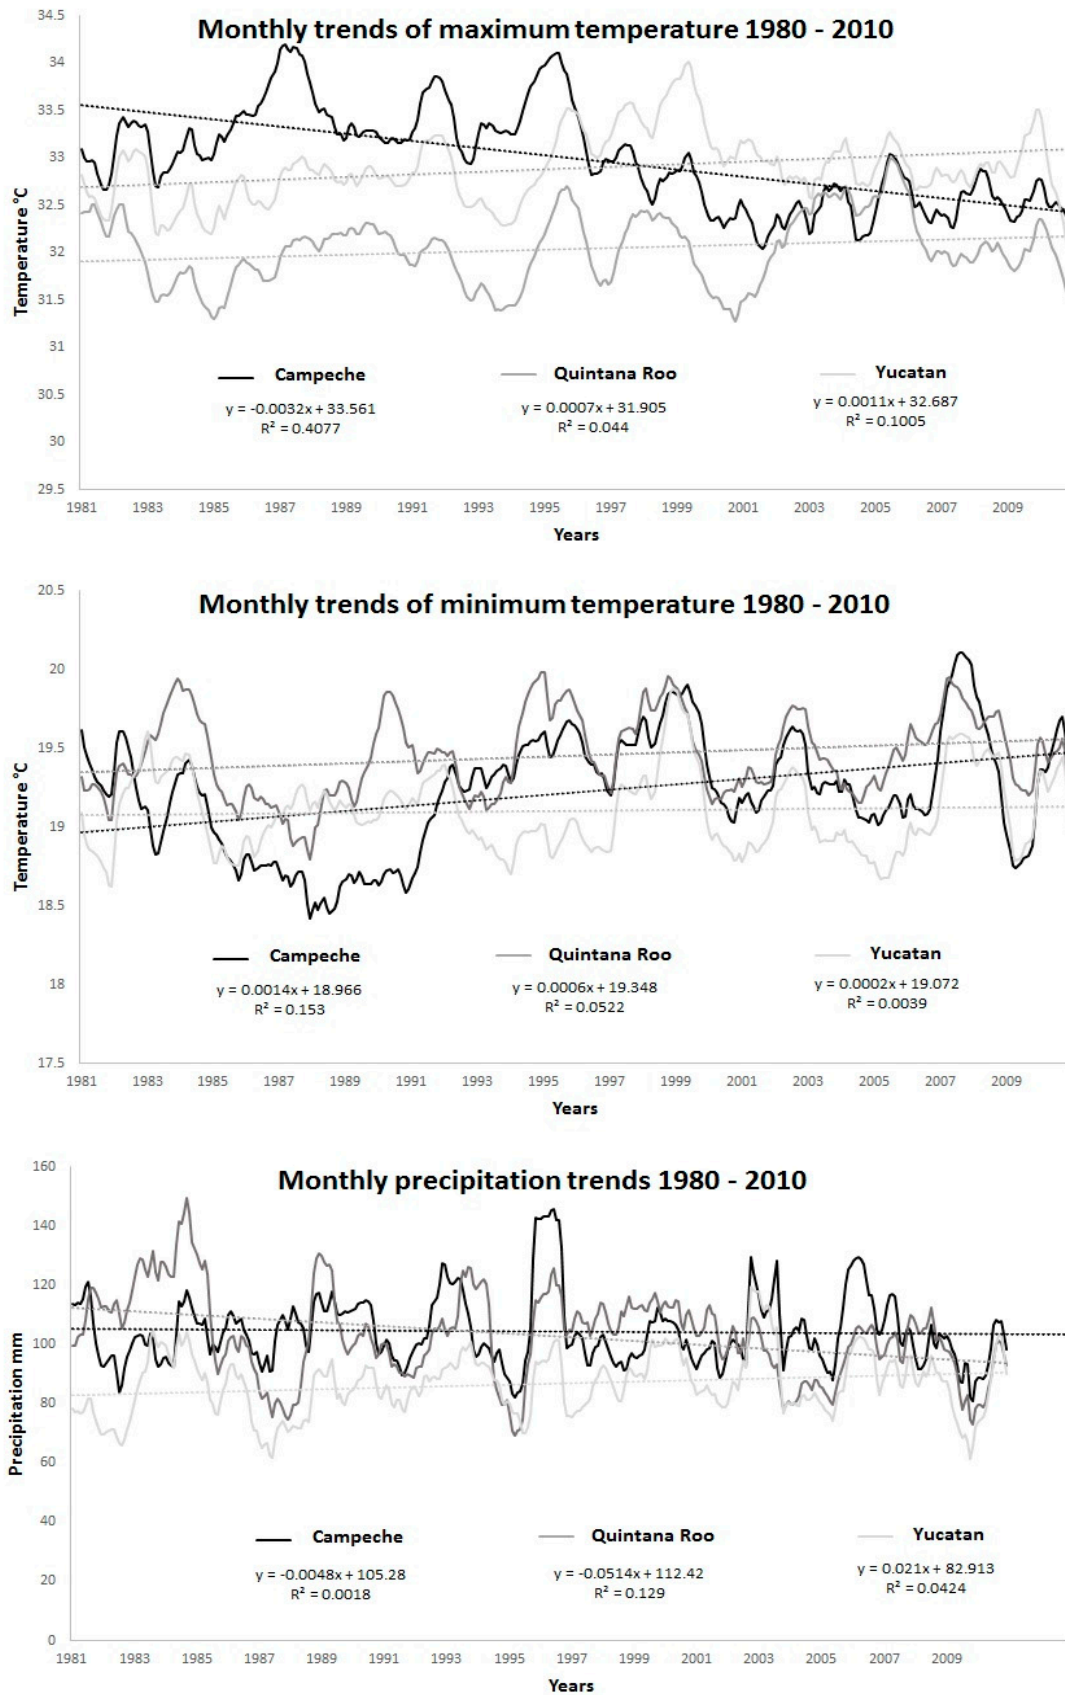 Monthly trends of maximum temperature 1980 - 2010
34.5
34
33.5
33
32.5
32
31.5
31
30.5
30
29.5
Temperature °C
Campeche
Quintana Roo
Yucatan
y = -0.0032x + 33.561
y = 0.0007x + 31.905
y = 0.0011x + 32.687
R² = 0.4077
R² = 0.044
R² = 0.1005
1981 1983 1985 1987 1989 1991 1993 1995 1997 1999 2001 2003 2005 2007 2009
Years
Monthly trends of minimum temperature 1980 - 2010
20.5
20
19.5
19
18.5
18
17.5
Temperature °C
Campeche
Quintana Roo
Yucatan
y = 0.0014x + 18.966
y = 0.0006x + 19.348
y = 0.0002x + 19.072
R² = 0.153
R² = 0.0522
R² = 0.0039
1981 1983 1985 1987 1989 1991 1993 1995 1997 1999 2001 2003 2005 2007 2009
Years
Monthly precipitation trends 1980 - 2010
160
140
120
100
80
60
40
20
0
Precipitation mm
Campeche
Quintana Roo
Yucatan
y = -0.0048x + 105.28
y = -0.0514x + 112.42
y = 0.021x + 82.913
R² = 0.0018
R² = 0.129
R² = 0.0424
1981 1983 1985 1987 1989 1991 1993 1995 1997 1999 2001 2003 2005 2007 2009
Years